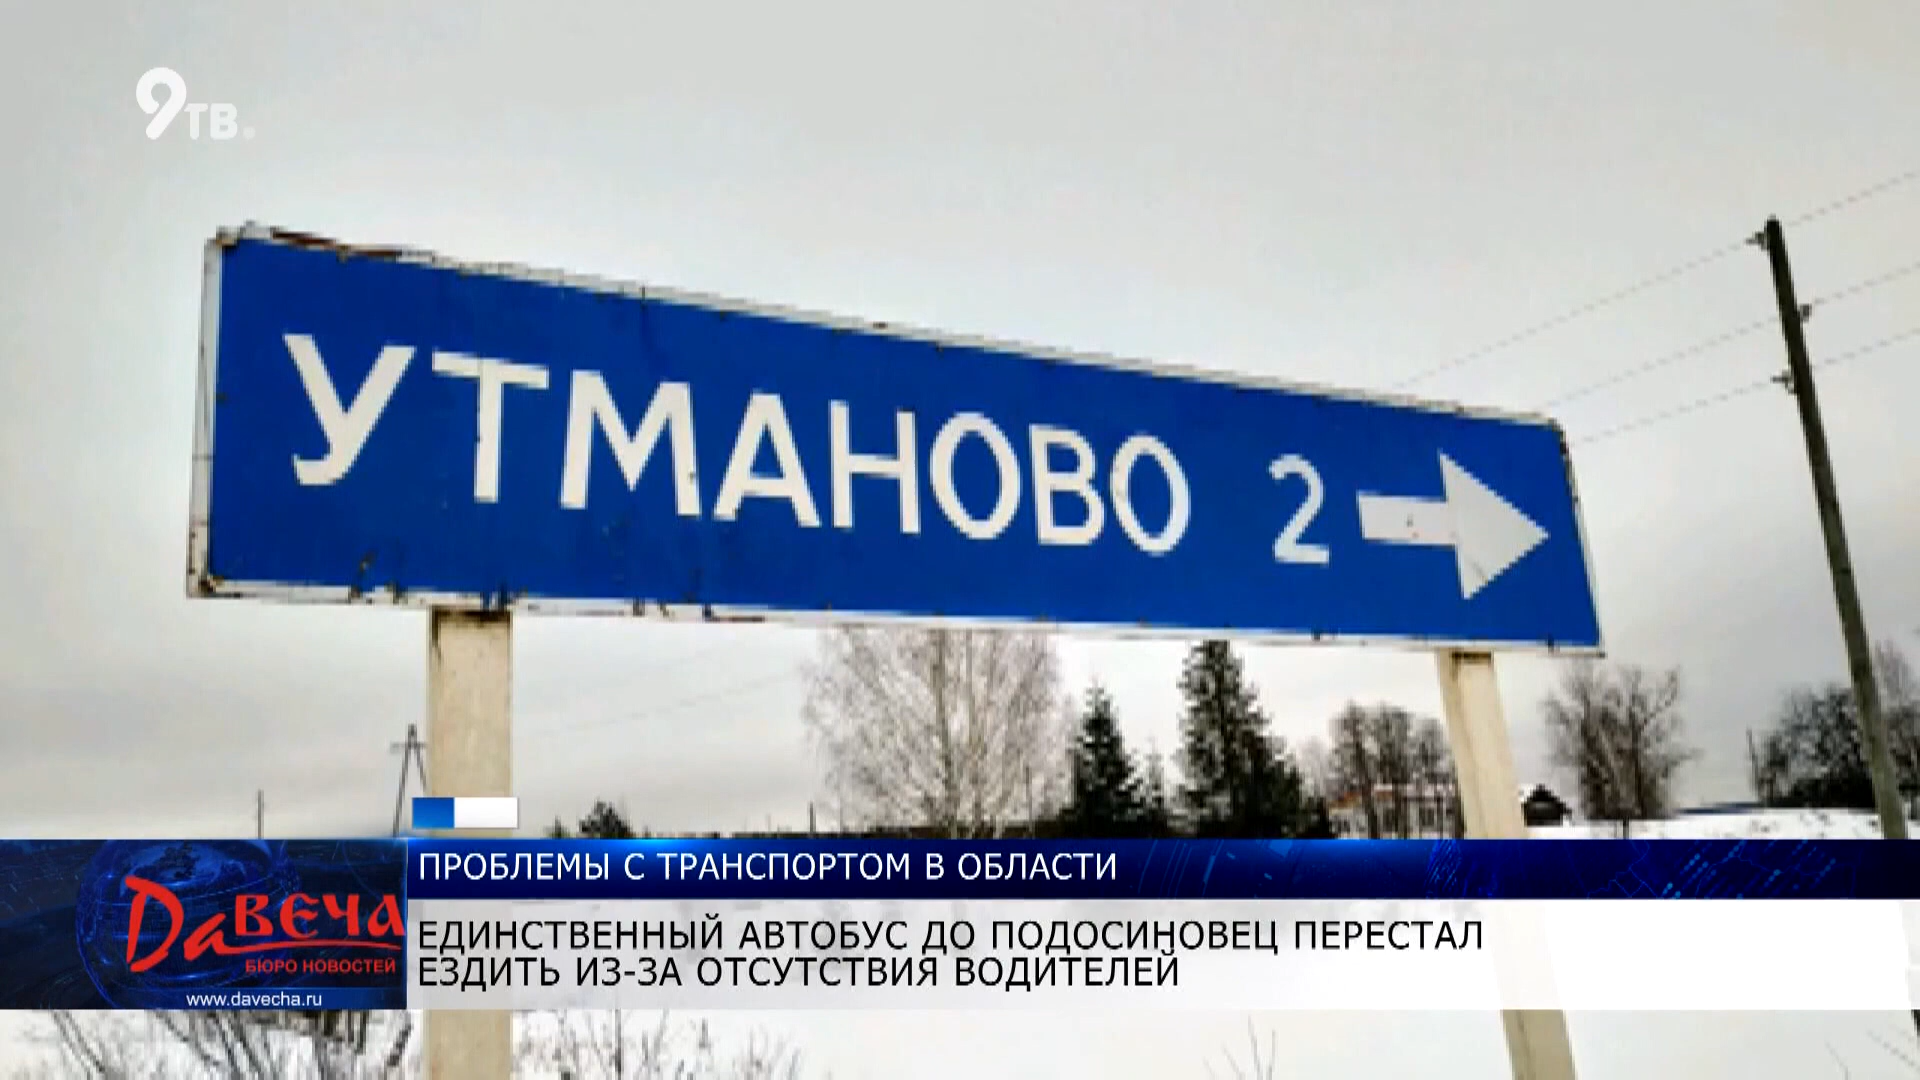 9ТВ.
УТМАНОВО 2
ПРОБЛЕМЫ С ТРАНСПОРТОМ В ОБЛАСТИ
ДаВЕЧА
БЮРО НОВОСТЕЙ
www.davecha.ru
ЕДИНСТВЕННЫЙ АВТОБУС ДО ПОДОСИНОВЕЦ ПЕРЕСТАЛ
ЕЗДИТЬ ИЗ-ЗА ОТСУТСТВИЯ ВОДИТЕЛЕЙ